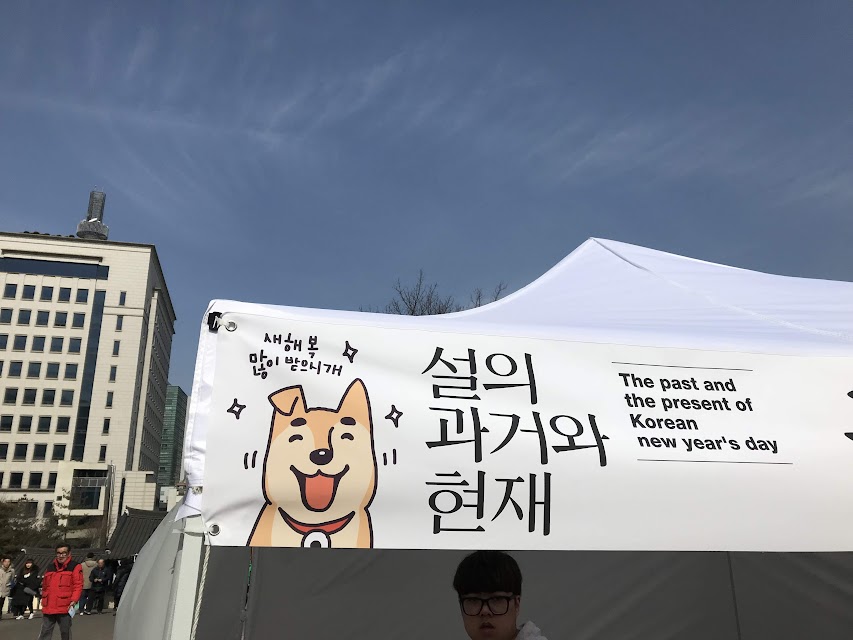 새해 복
많이 받으시개
설의
과거와
현재
The past and
the present of
Korean
new year's day